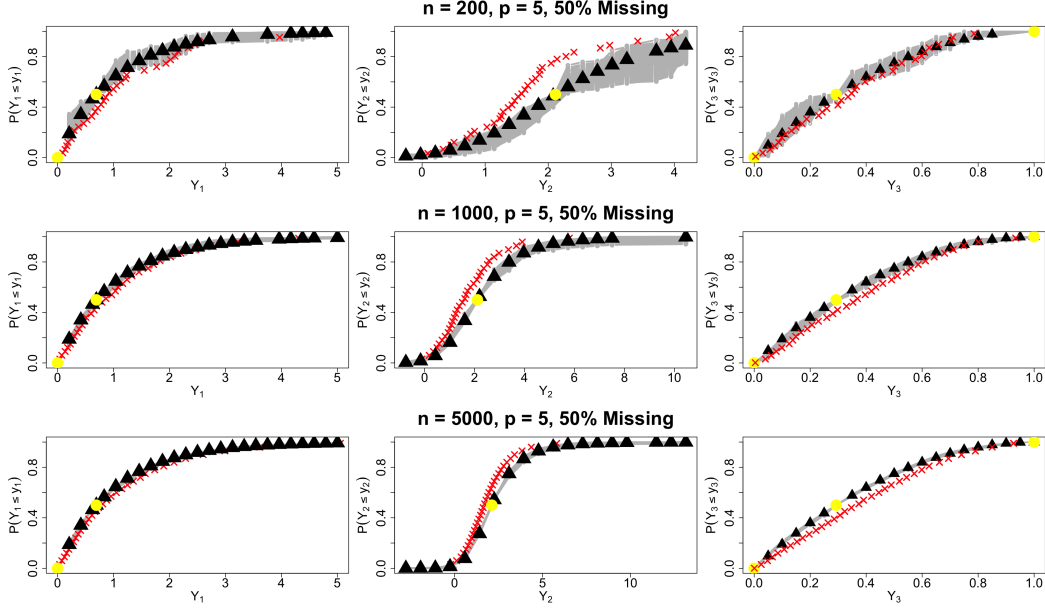 n = 200, p = 5, 50% Missing
P(Y₁ ≤ y₁)
0.0 0.4 0.8
0 1 2 3 4 5
Y₁
P(Y₂ ≤ y₂)
0.0 0.4 0.8
0 1 2 3 4
Y₂
P(Y₃ ≤ y₃)
0.0 0.4 0.8
0.0 0.2 0.4 0.6 0.8 1.0
Y₃
n = 1000, p = 5, 50% Missing
P(Y₁ ≤ y₁)
0.0 0.4 0.8
0 1 2 3 4 5
Y₁
P(Y₂ ≤ y₂)
0.0 0.4 0.8
0 2 4 6 8 10
Y₂
P(Y₃ ≤ y₃)
0.0 0.4 0.8
0.0 0.2 0.4 0.6 0.8 1.0
Y₃
n = 5000, p = 5, 50% Missing
P(Y₁ ≤ y₁)
0.0 0.4 0.8
0 1 2 3 4 5
Y₁
P(Y₂ ≤ y₂)
0.0 0.4 0.8
0 5 10
Y₂
P(Y₃ ≤ y₃)
0.0 0.4 0.8
0.0 0.2 0.4 0.6 0.8 1.0
Y₃